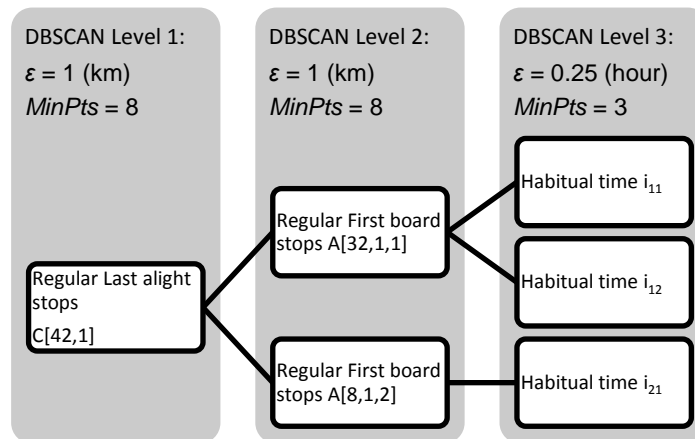 DBSCAN Level 1:
ε = 1 (km)
MinPts = 8
Regular Last alight
stops
C[42,1]
DBSCAN Level 2:
ε = 1 (km)
MinPts = 8
Regular First board
stops A[32,1,1]
Regular First board
stops A[8,1,2]
DBSCAN Level 3:
ε = 0.25 (hour)
MinPts = 3
Habitual time i₁₁
Habitual time i₁₂
Habitual time i₂₁